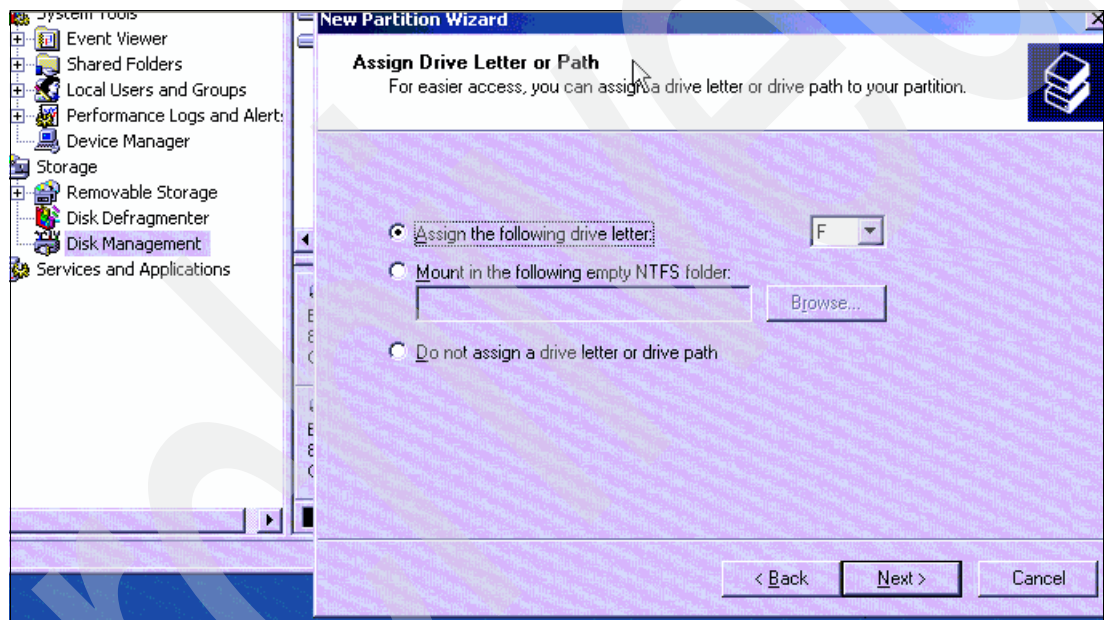 System Tools
Event Viewer
Shared Folders
Local Users and Groups
Performance Logs and Alert:
Device Manager
Storage
Removable Storage
Disk Defragmenter
Disk Management
Services and Applications
New Partition Wizard
Assign Drive Letter or Path
For easier access, you can assign a drive letter or drive path to your partition.
Assign the following drive letter:
F
Mount in the following empty NTFS folder:
Browse...
Do not assign a drive letter or drive path
< Back
Next >
Cancel